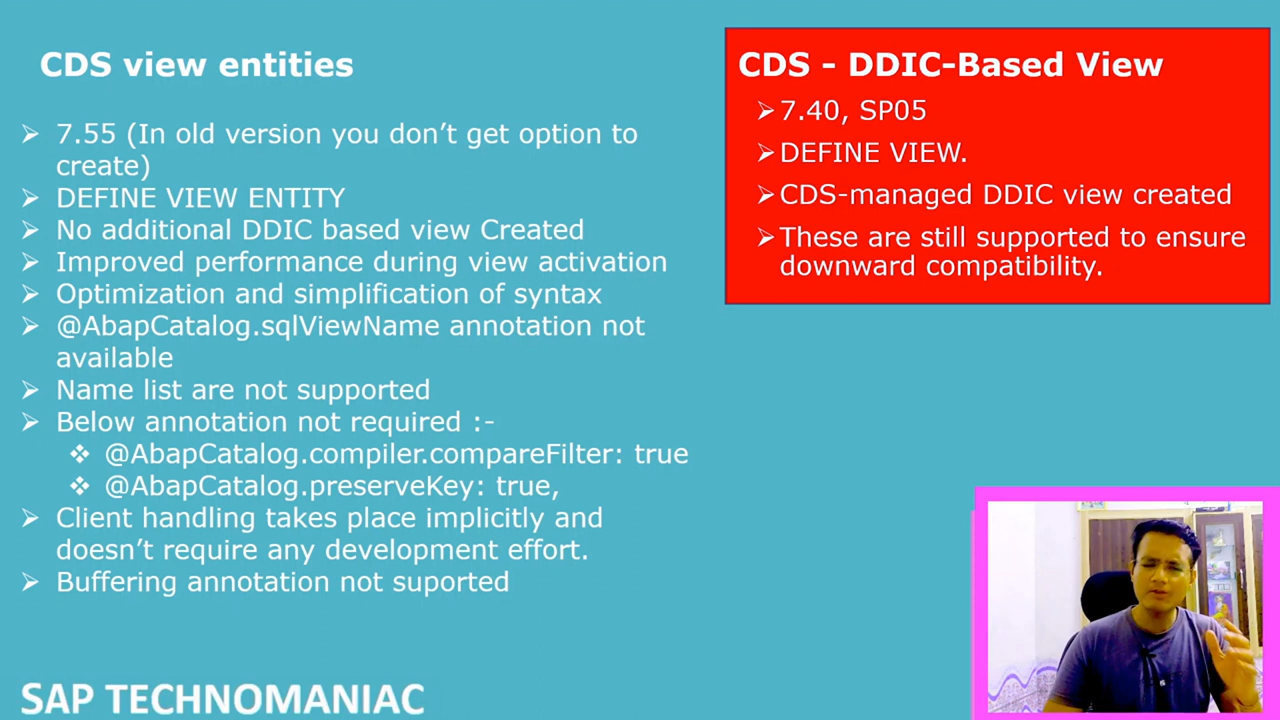 CDS view entities
7.55 (In old version you don't get option to
create)
DEFINE VIEW ENTITY
No additional DDIC based view Created
Improved performance during view activation
Optimization and simplification of syntax
@AbapCatalog.sqlViewName annotation not
available
Name list are not supported
Below annotation not required :-
@AbapCatalog.compiler.compareFilter: true
@AbapCatalog.preserveKey: true,
Client handling takes place implicitly and
doesn't require any development effort.
Buffering annotation not suported
CDS - DDIC-Based View
7.40, SP05
DEFINE VIEW.
CDS-managed DDIC view created
These are still supported to ensure
downward compatibility.
SAP TECHNOMANIAC